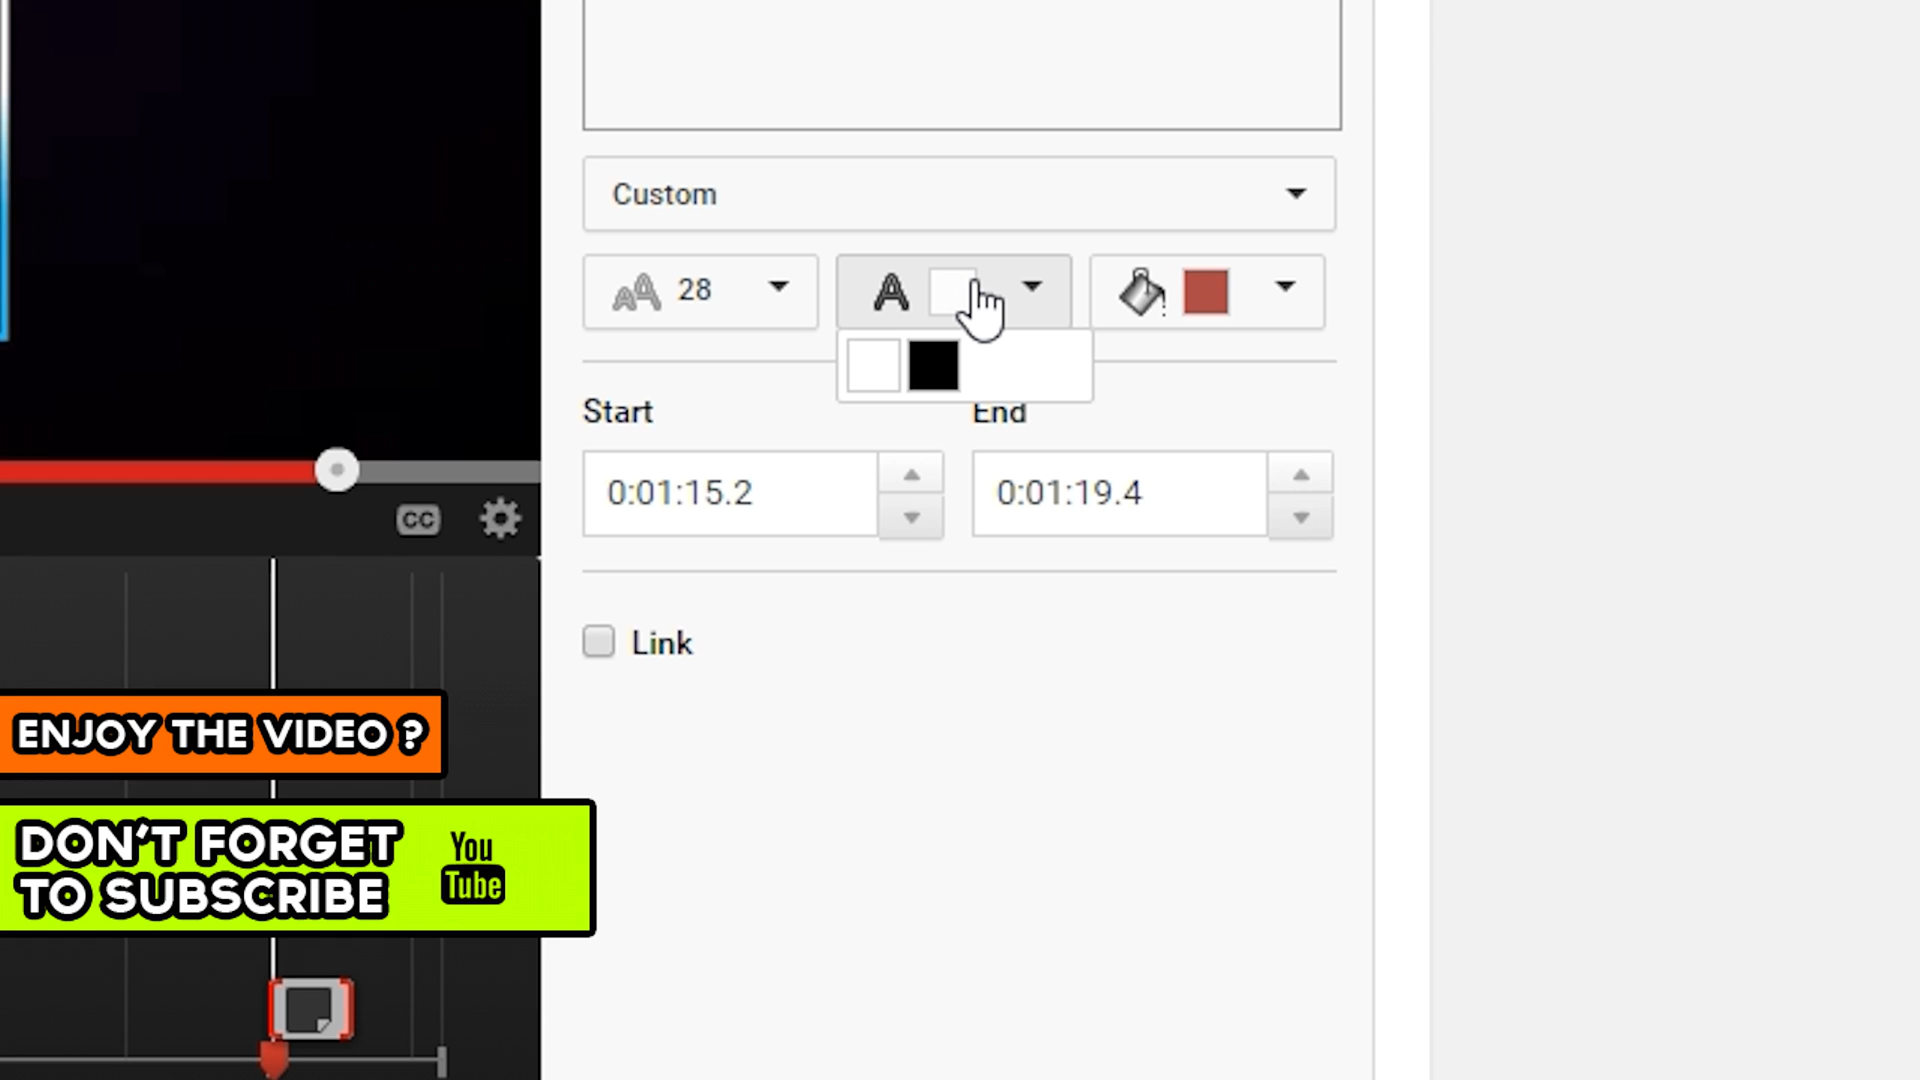 Custom
28
A
Start
End
0:01:15.2
0:01:19.4
CC
Link
ENJOY THE VIDEO ?
DON'T FORGET
TO SUBSCRIBE
You
Tube